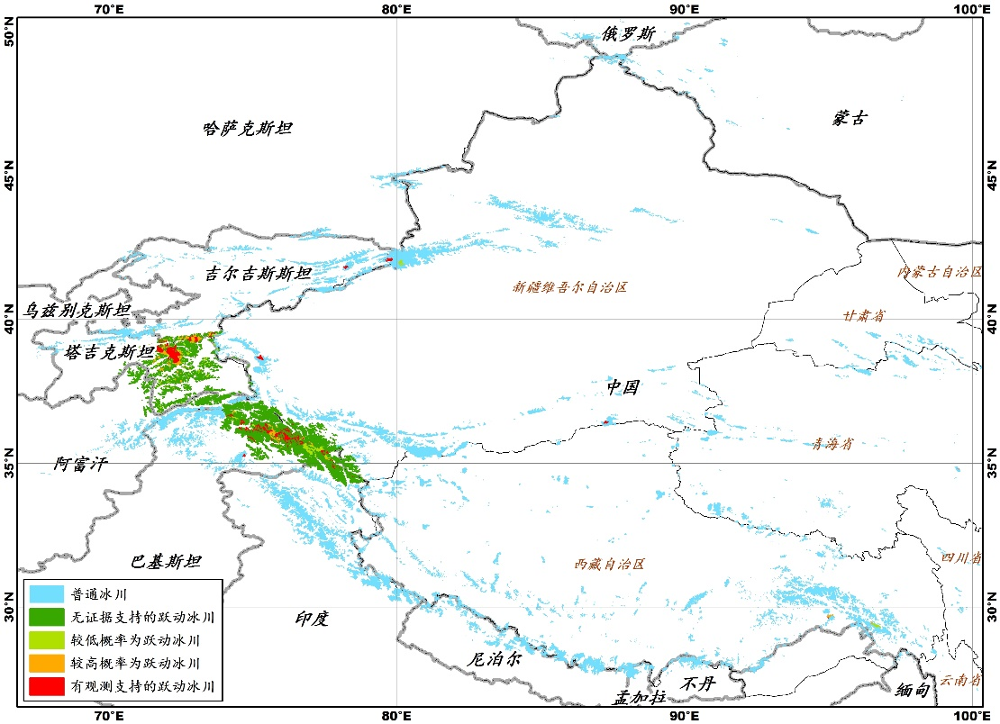 70°E 80°E 90°E 100°E
50°N 50°N
俄罗斯
蒙古
哈萨克斯坦
45°N 45°N
吉尔吉斯斯坦
内蒙古自治区
新疆维吾尔自治区
乌兹别克斯坦
40°N 40°N
甘肃省
塔吉克斯坦
中国
青海省
35°N 35°N
阿富汗
巴基斯坦
西藏自治区
四川省
普通冰川
无证据支持的跃动冰川
较低概率为跃动冰川
较高概率为跃动冰川
有观测支持的跃动冰川
30°N 30°N
印度
尼泊尔
不丹
孟加拉
缅甸
云南省
70°E 80°E 90°E 100°E